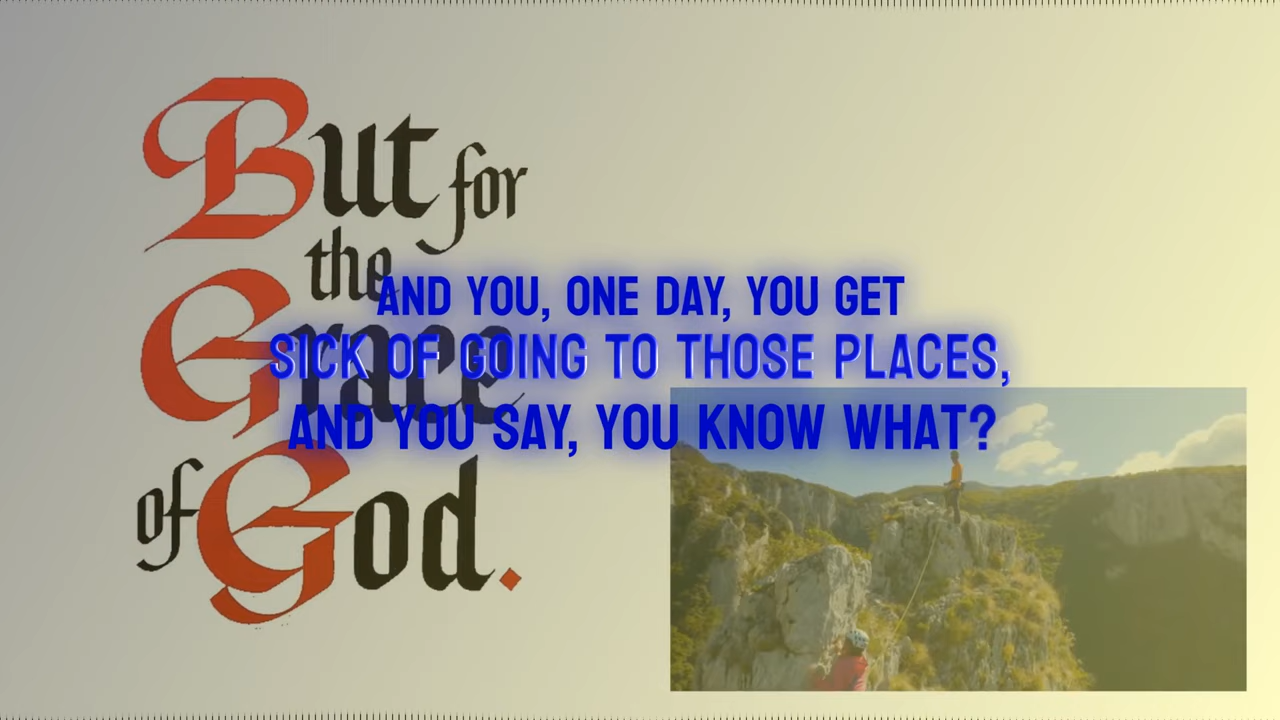 But for
the
Grace
of God.
AND YOU, ONE DAY, YOU GET
SICK OF GOING TO THOSE PLACES,
AND YOU SAY, YOU KNOW WHAT?